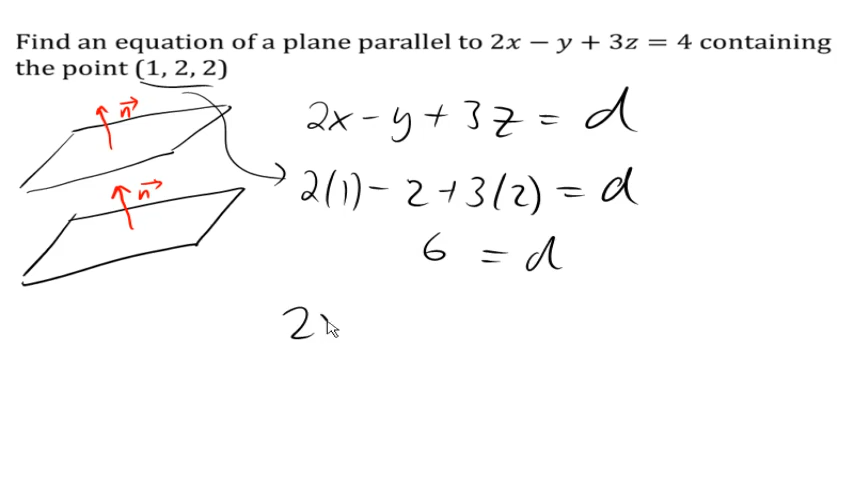 Find an equation of a plane parallel to 2x − y + 3z = 4 containing
the point (1, 2, 2)
n⃗
2x - y + 3z = d
n⃗
2(1) - 2 + 3(2) = d
6 = d
2x